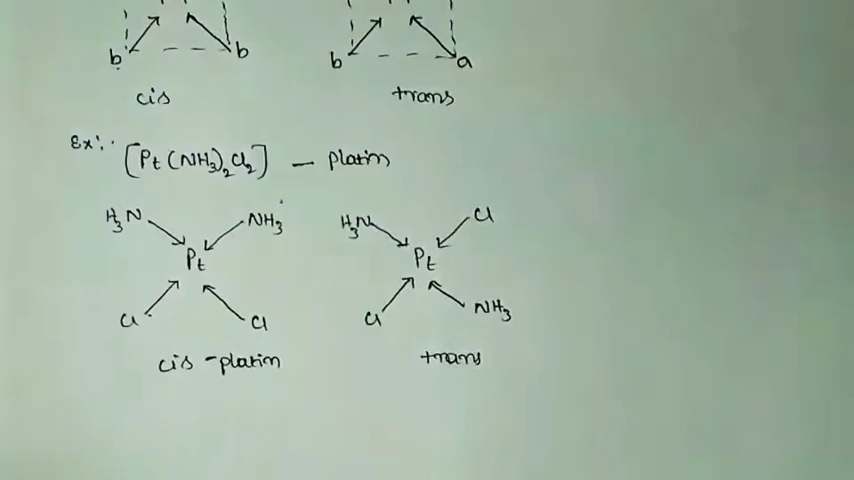 b b b a
cis trans
Ex:- [Pt(NH3)2Cl2] — platin
H3N NH3 H3N Cl
Pt Pt
Cl Cl Cl NH3
cis-platin trans